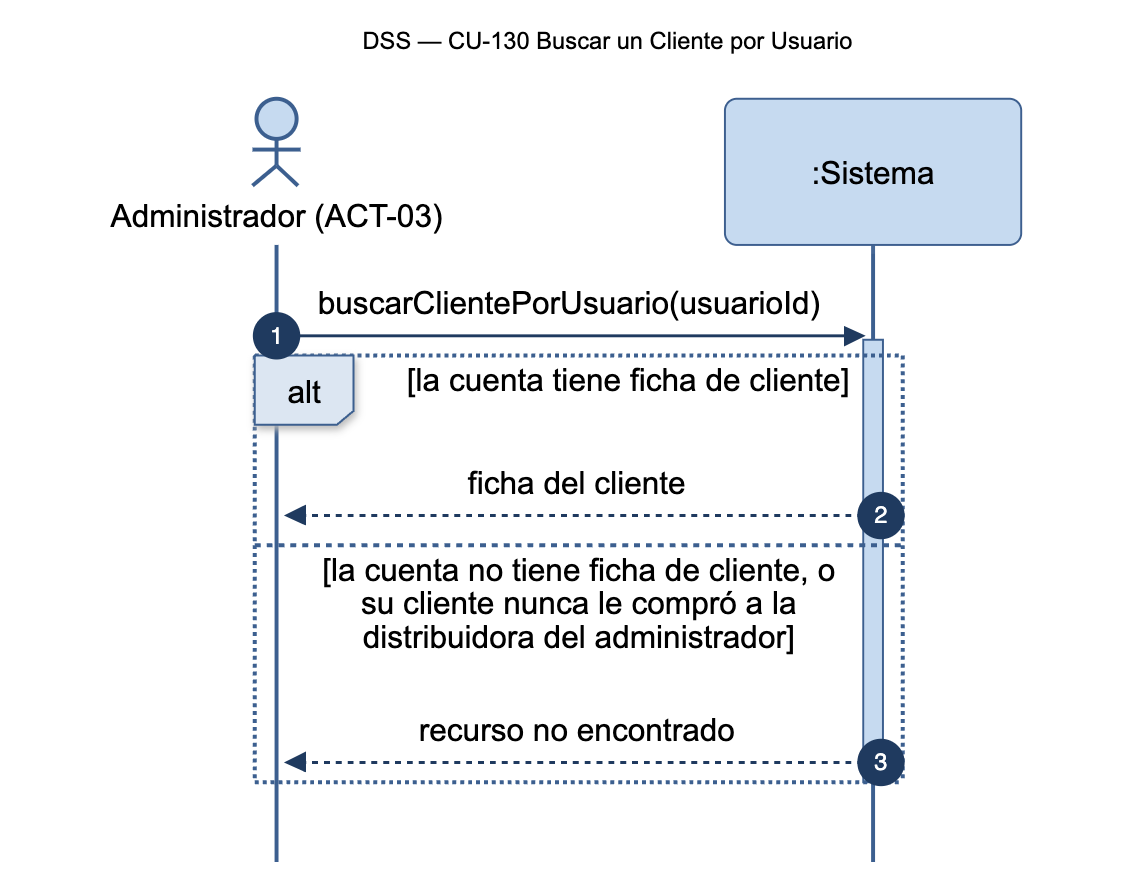 DSS — CU-130 Buscar un Cliente por Usuario
:Sistema
Administrador (ACT-03)
buscarClientePorUsuario(usuarioId)
1
alt
[la cuenta tiene ficha de cliente]
ficha del cliente
2
[la cuenta no tiene ficha de cliente, o
su cliente nunca le compró a la
distribuidora del administrador]
recurso no encontrado
3